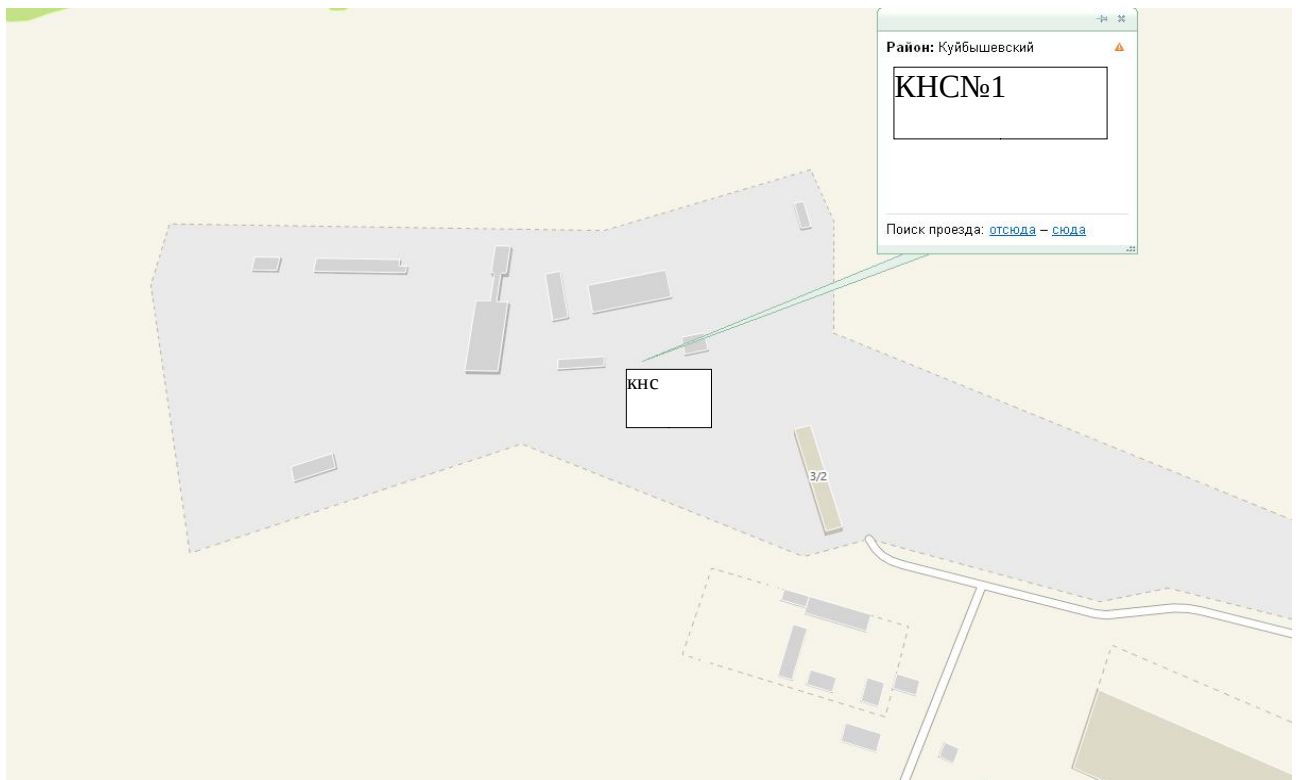 Район: Куйбышевский
КНС№1
Поиск проезда: отсюда – сюда
кнс
3/2